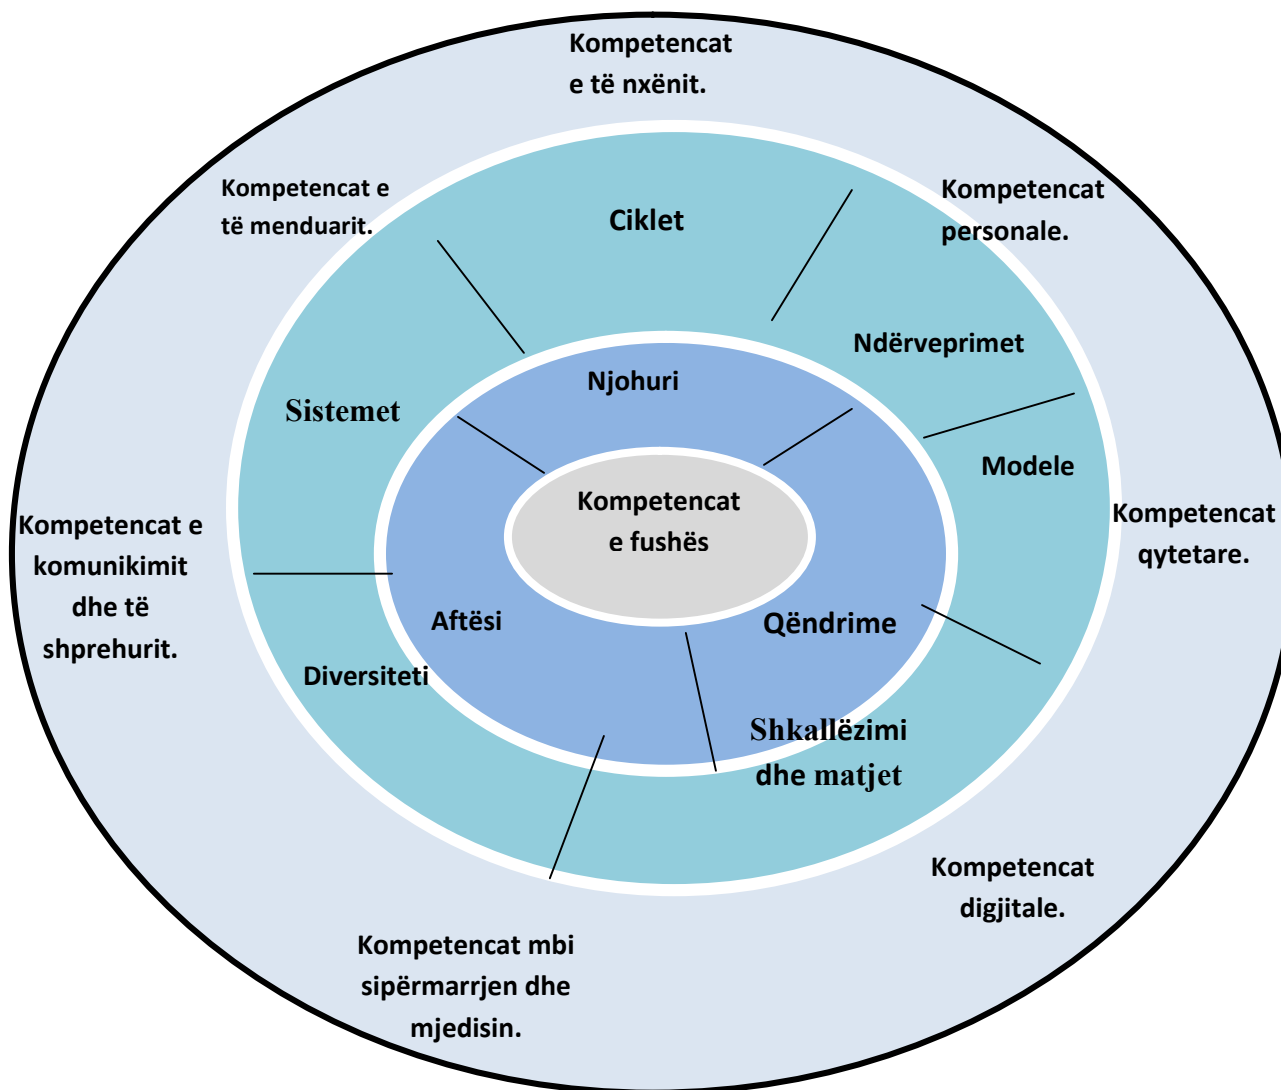 Kompetencat
e të nxënit.
Kompetencat e
të menduarit.
Kompetencat
personale.
Ciklet
Ndërveprimet
Njohuri
Sistemet
Modele
Kompetencat
e fushës
Kompetencat
qytetare.
Kompetencat e
komunikimit
dhe të
shprehurit.
Aftësi
Qëndrime
Diversiteti
Shkallëzimi
dhe matjet
Kompetencat
digjitale.
Kompetencat mbi
sipërmarrjen dhe
mjedisin.